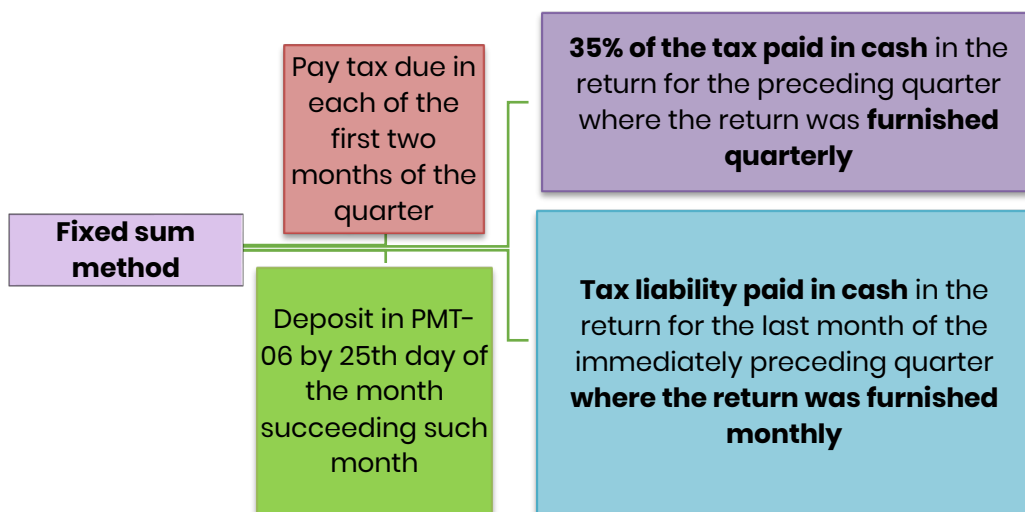 Fixed sum
method
Pay tax due in
each of the
first two
months of the
quarter
Deposit in PMT-
06 by 25th day of
the month
succeeding such
month
35% of the tax paid in cash in the
return for the preceding quarter
where the return was furnished
quarterly
Tax liability paid in cash in the
return for the last month of the
immediately preceding quarter
where the return was furnished
monthly